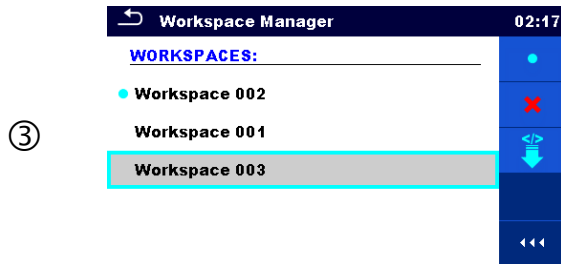 Workspace Manager 02:17
WORKSPACES:
Workspace 002
③
Workspace 001
</>
Workspace 003